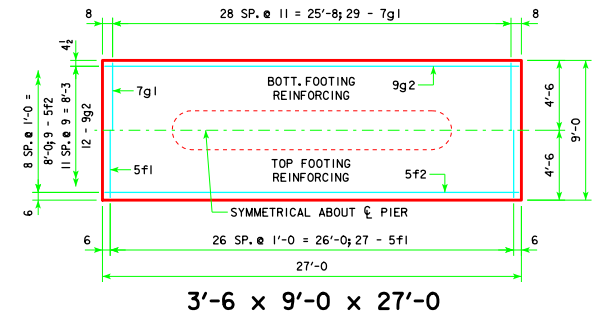 8 28 SP. @ 11 = 25'-8; 29 - 7g1 8
4½
BOTT. FOOTING
REINFORCING
7g1
9g2
8 SP. @ 1'-0 =
8'-0; 9 - 5f2
11 SP. @ 9 = 8'-3
12 - 9g2
4'-6
9'-0
4'-6
TOP FOOTING
REINFORCING
5f1
5f2
6
SYMMETRICAL ABOUT ℄ PIER
6 26 SP. @ 1'-0 = 26'-0; 27 - 5f1 6
27'-0
3'-6 x 9'-0 x 27'-0